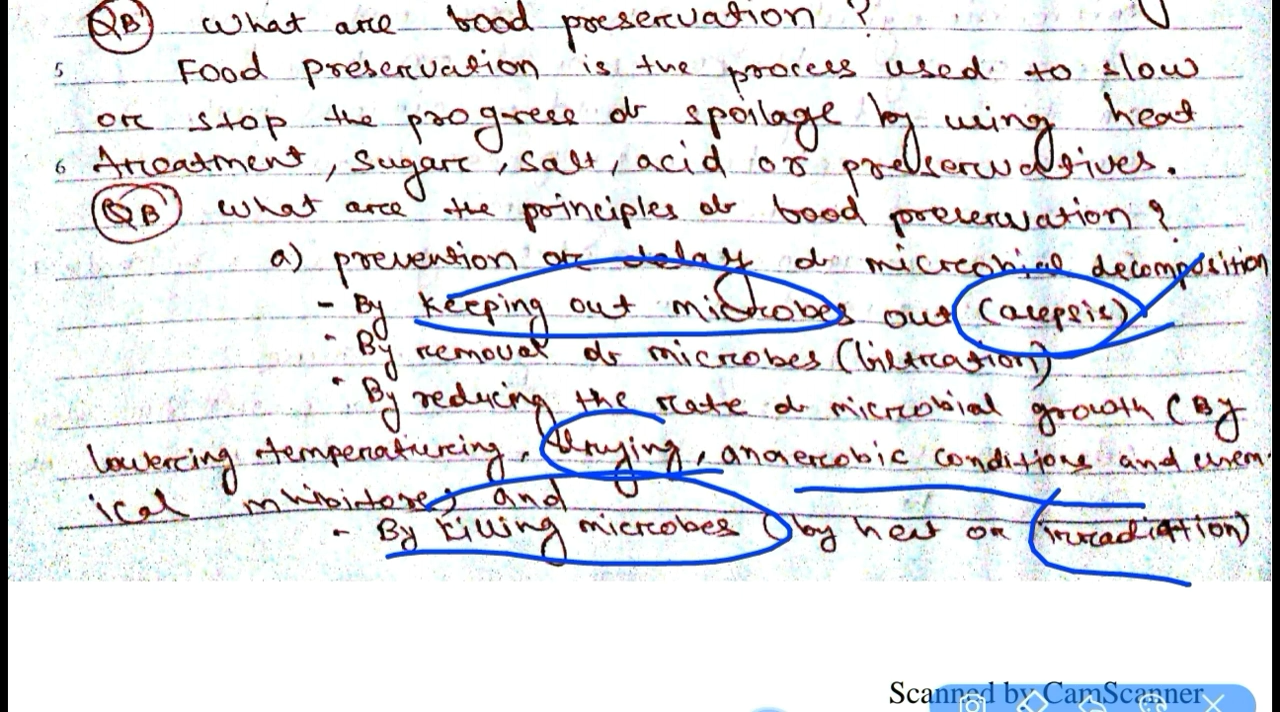 QB) What are food preservation ?
5 Food preservation is the process used to slow
or stop the progress of spoilage by using heat
6 treatment, sugar, salt, acid or preservatives.
QB) What are the principles of food preservation ?
a) prevention or delay of microbial decomposition
- By keeping out microbes out (asepsis)
- By removal of microbes (filtration)
- By reducing the rate of microbial growth (By
lowering temperaturing, drying, anaerobic conditions and chem-
ical inhibitors; and
- By killing microbes (by heat or irradiation)
Scanned by CamScanner